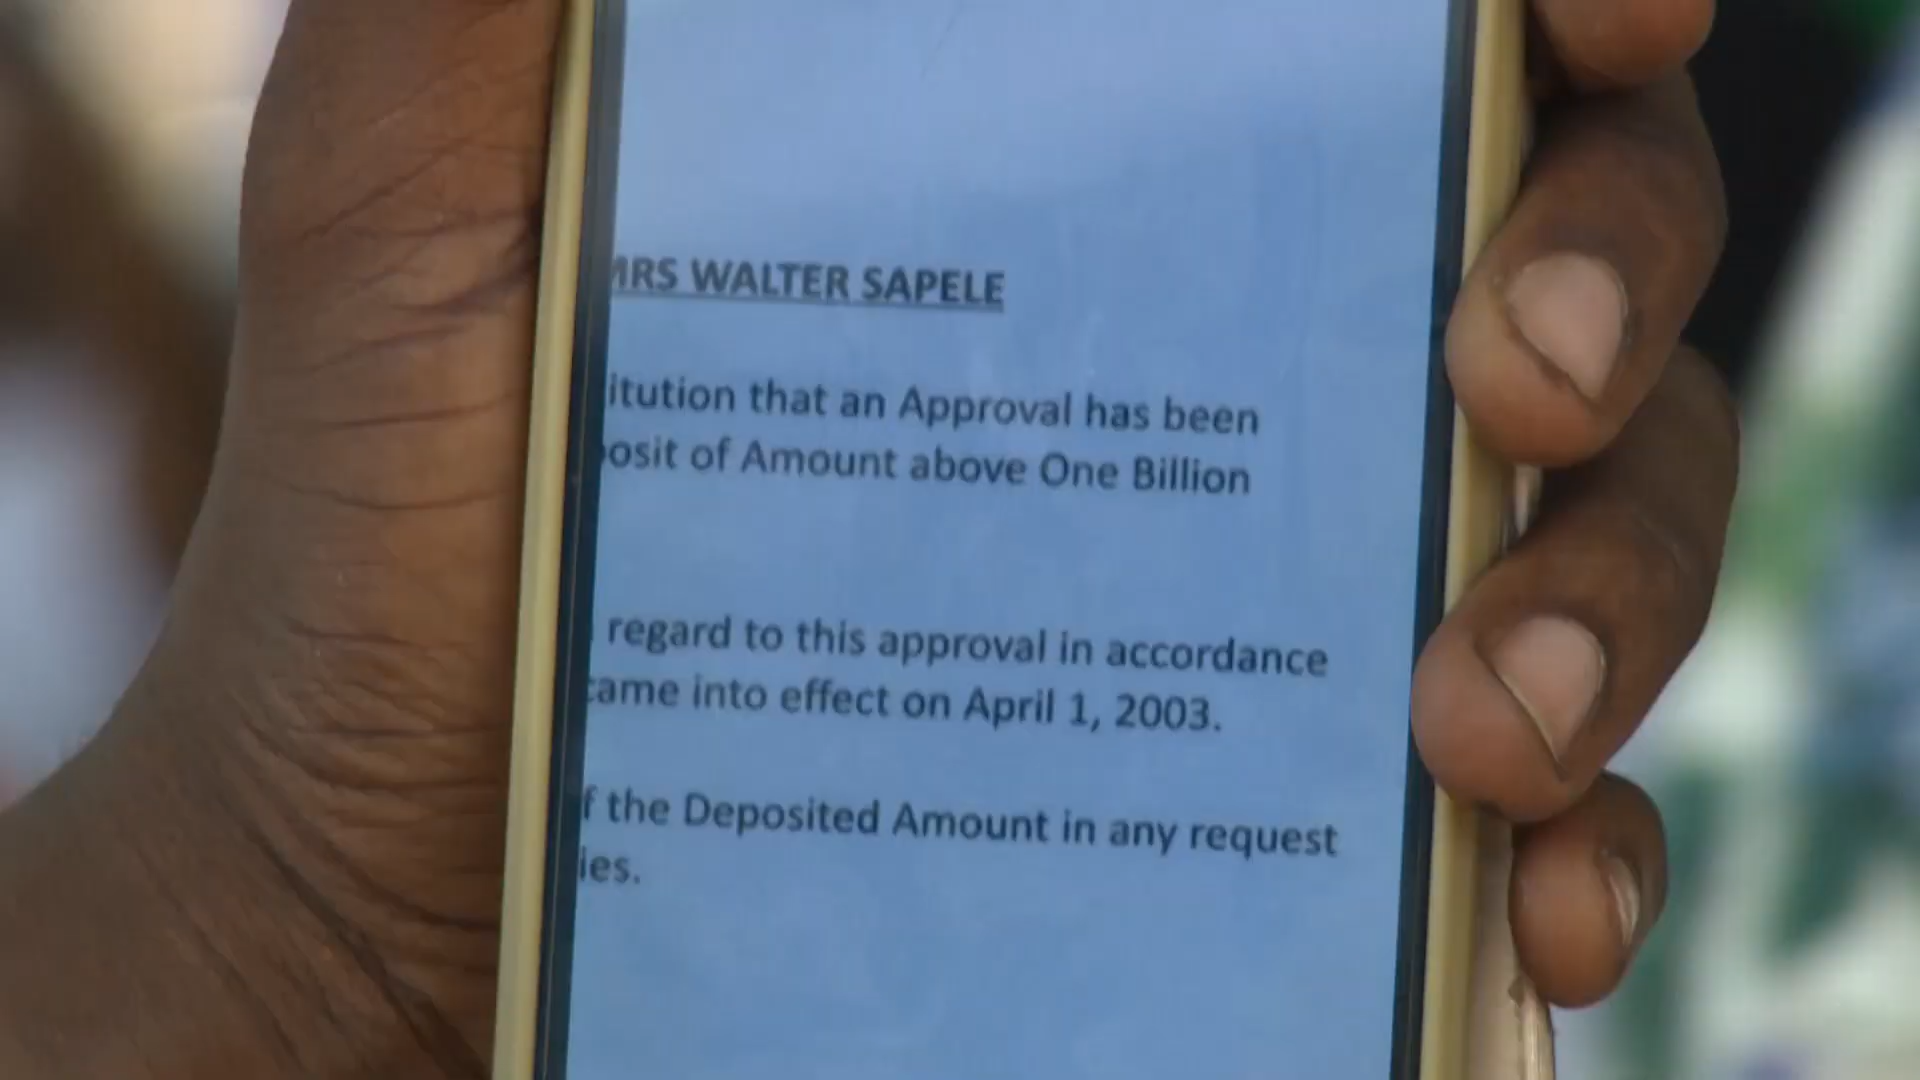 MRS WALTER SAPELE
itution that an Approval has been
osit of Amount above One Billion
regard to this approval in accordance
came into effect on April 1, 2003.
f the Deposited Amount in any request
ies.